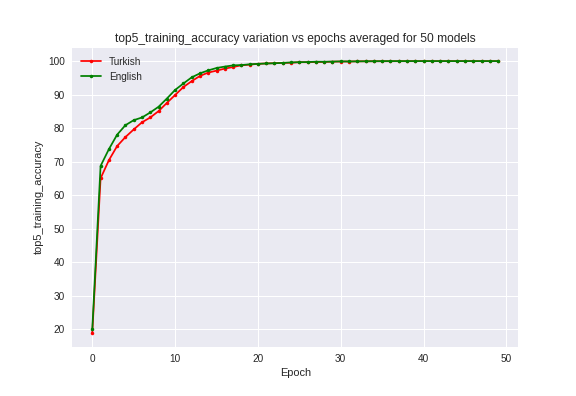 top5_training_accuracy variation vs epochs averaged for 50 models
Turkish
English
100
90
80
70
60
50
40
30
20
top5_training_accuracy
0 10 20 30 40 50
Epoch